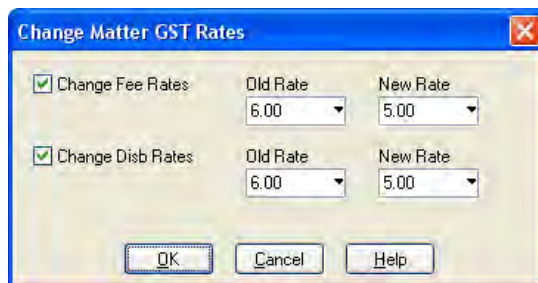 Change Matter GST Rates
Change Fee Rates Old Rate New Rate
6.00 5.00
Change Disb Rates Old Rate New Rate
6.00 5.00
OK Cancel Help